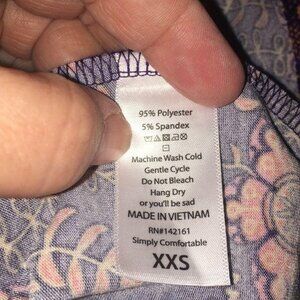 95% Polyester
5% Spandex
Machine Wash Cold
Gentle Cycle
Do Not Bleach
Hang Dry
or you'll be sad
MADE IN VIETNAM
RN#142161
Simply Comfortable
XXS